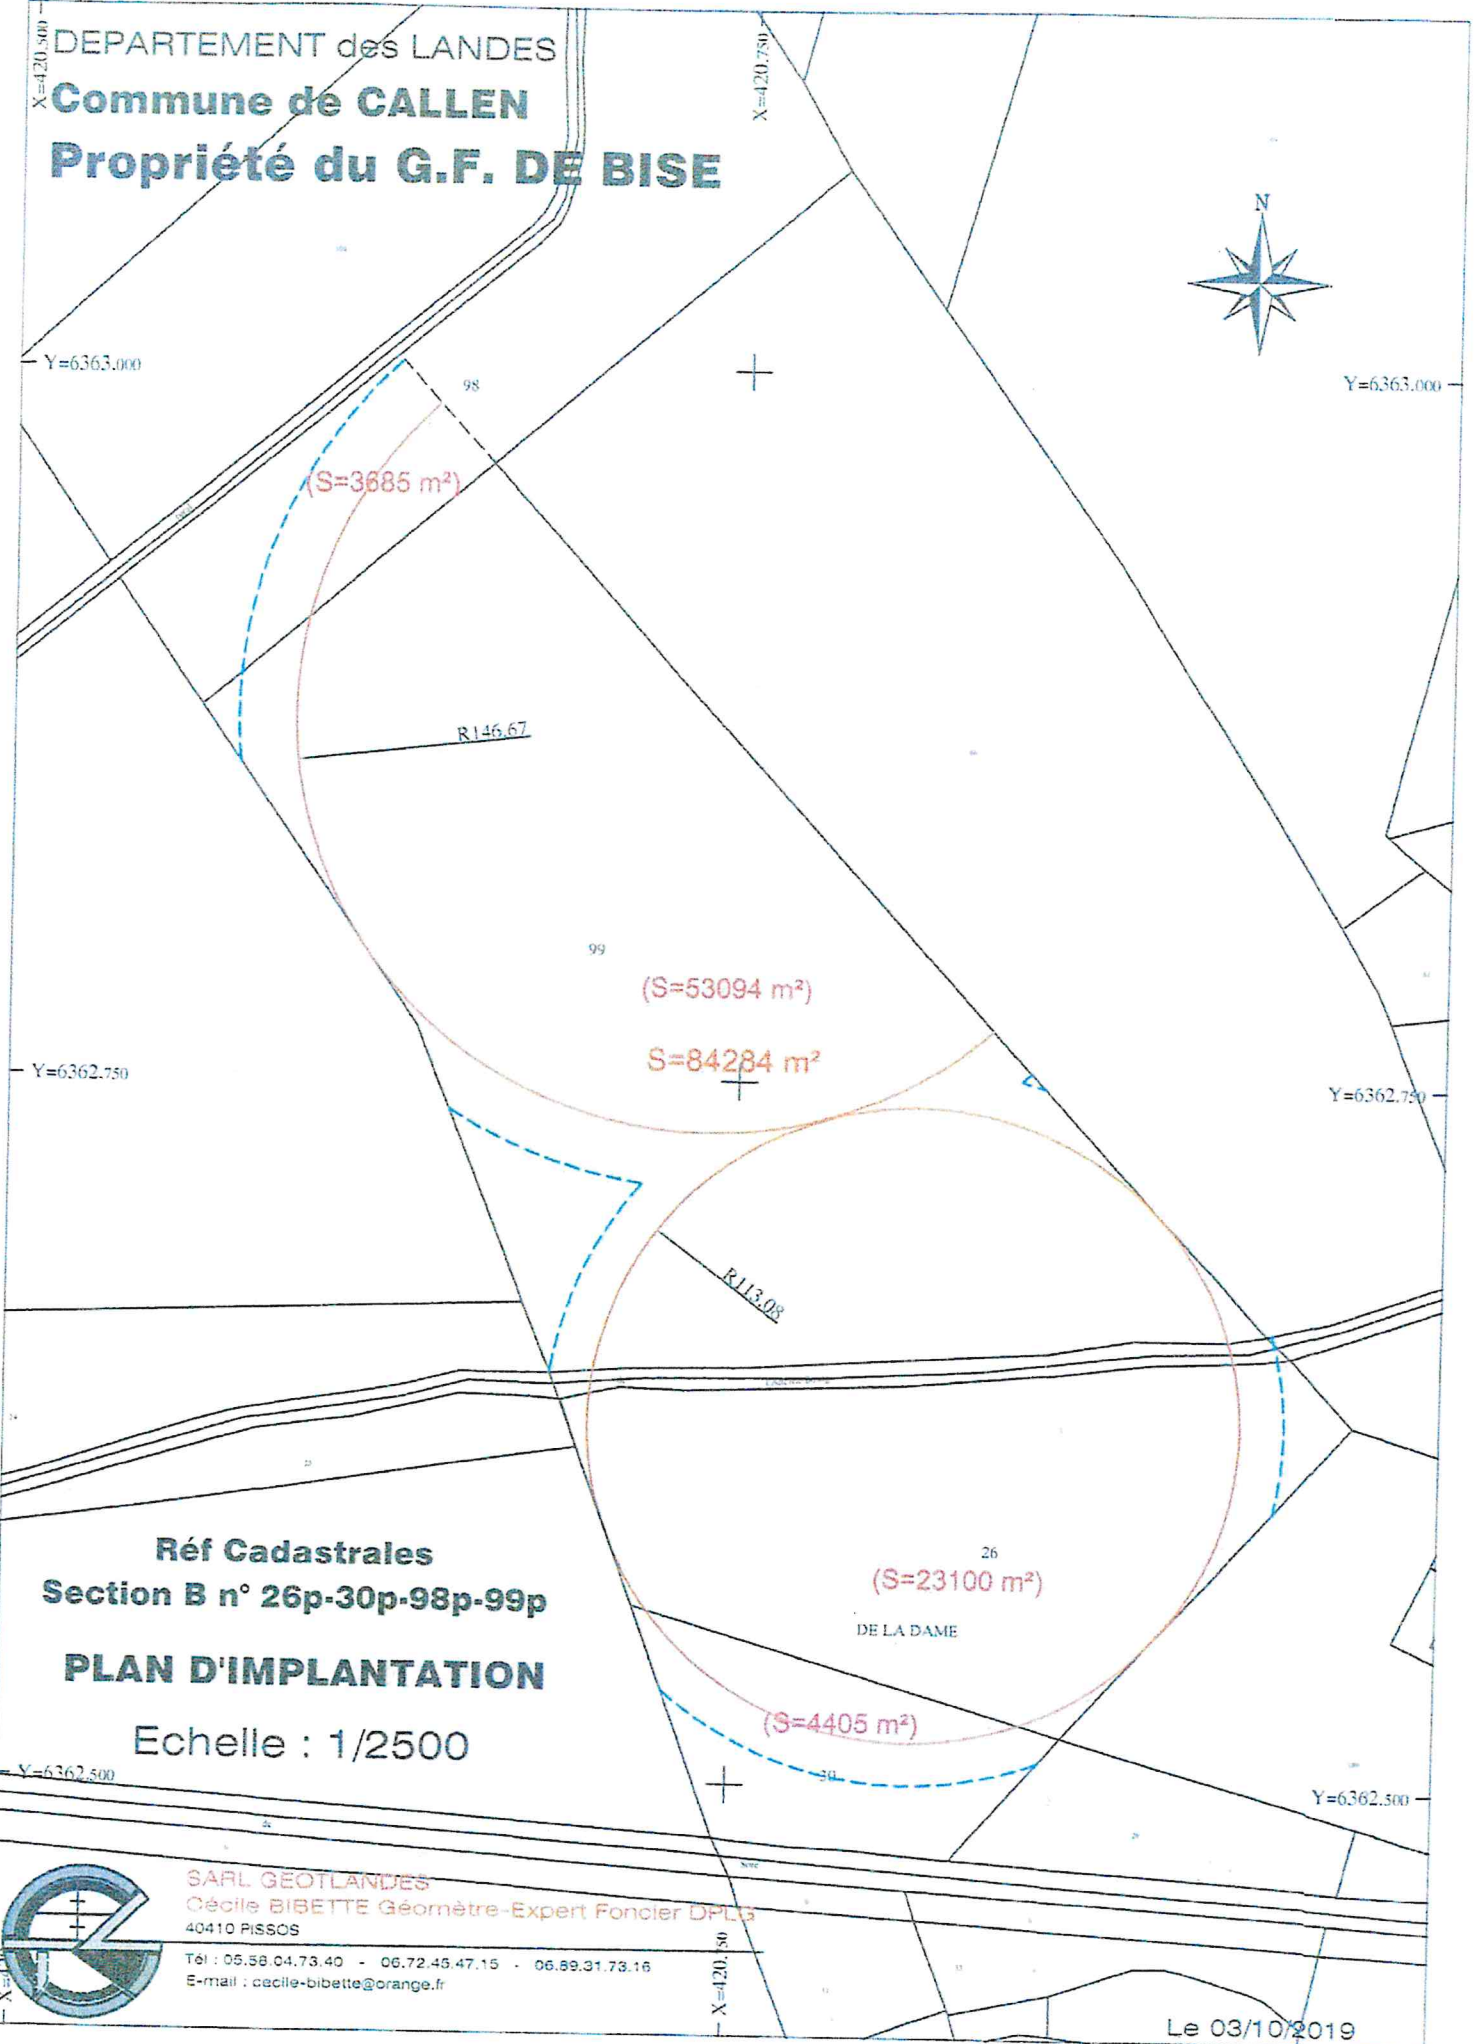 X=420.500
DEPARTEMENT des LANDES
Commune de CALLEN
Propriété du G.F. DE BISE
X=420.750
N
Y=6363.000
Y=6363.000
98
(S=3685 m²)
R146.67
99
(S=53094 m²)
S=84284 m²
Y=6362.750
Y=6362.750
R113.08
26
(S=23100 m²)
DE LA DAME
(S=4405 m²)
30
Réf Cadastrales
Section B n° 26p-30p-98p-99p
PLAN D'IMPLANTATION
Echelle : 1/2500
Y=6362.500
Y=6362.500
SARL GEOTLANDES
Cécile BIBETTE Géomètre-Expert Foncier DPLG
40410 PISSOS
Tél : 05.58.04.73.40 - 06.72.45.47.15 - 06.89.31.73.16
E-mail : cecile-bibette@orange.fr
Le 03/10/2019